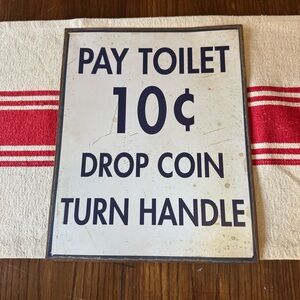 PAY TOILET
10¢
DROP COIN
TURN HANDLE